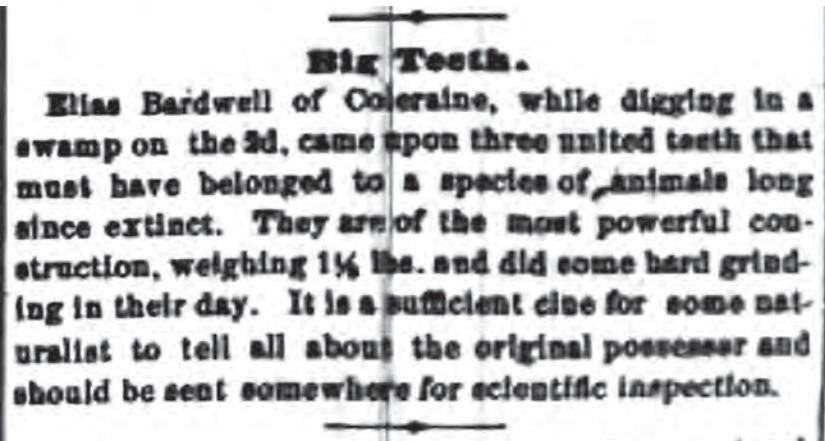 Big Teeth.
Elias Bardwell of Coleraine, while digging in a
swamp on the 2d, came upon three united teeth that
must have belonged to a species of animals long
since extinct. They are of the most powerful con-
struction, weighing lbs. and did some hard grind-
ing in their day. It is a sufficient clue for some nat-
uralist to tell all about the original possessor and
should be sent somewhere for scientific inspection.